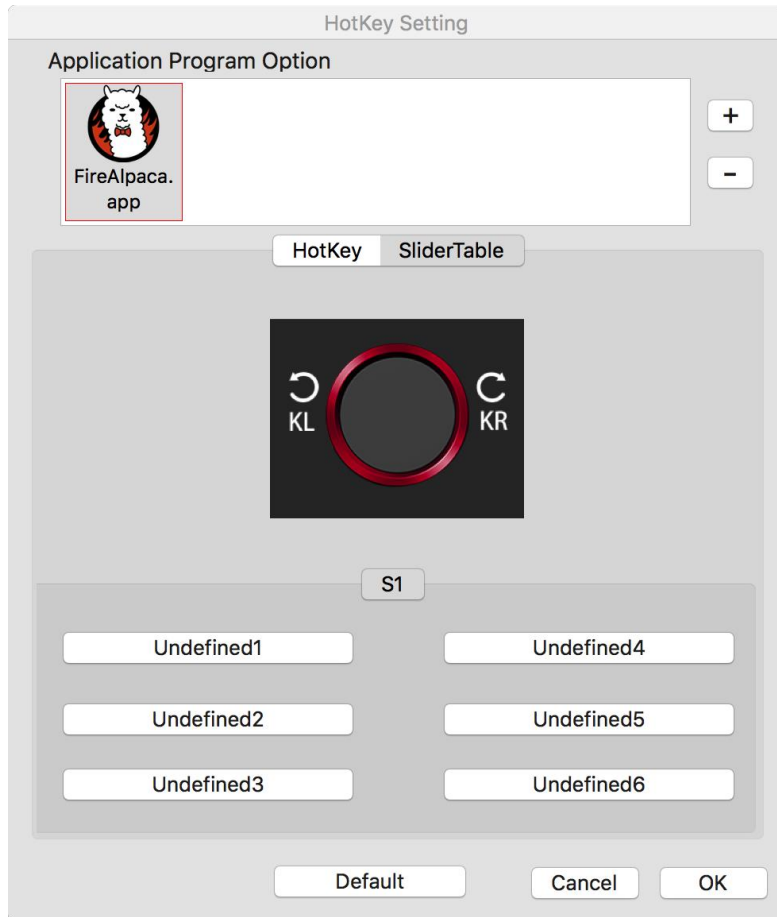 HotKey Setting
Application Program Option
FireAlpaca.
app
+
-
HotKey SliderTable
KL KR
S1
Undefined1 Undefined4
Undefined2 Undefined5
Undefined3 Undefined6
Default Cancel OK